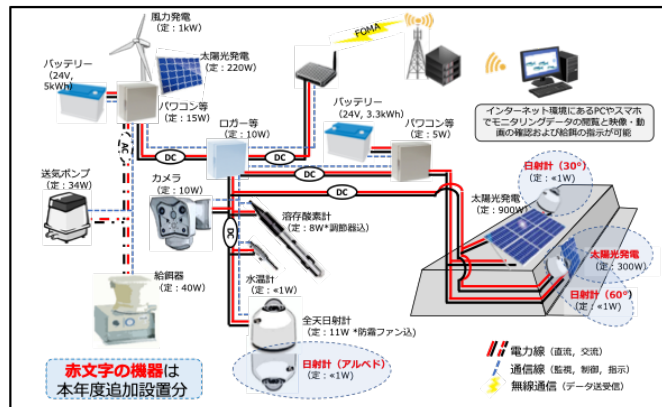 風力発電
(定:1kW)
FOMA
太陽光発電
(定:220W)
バッテリー
(24V,
5kWh)
パワコン等
(定:15W)
ロガー等
(定:10W)
バッテリー
(24V, 3.3kWh)
パワコン等
(定:5W)
インターネット環境にあるPCやスマホ
でモニタリングデータの閲覧と映像・動
画の確認および給餌の指示が可能
AC
DC
DC
DC
DC
DC
送気ポンプ
(定:34W)
カメラ
(定:10W)
溶存酸素計
(定:8W*調節器込)
日射計(30°)
(定:≪1W)
太陽光発電
(定:900W)
太陽光発電
(定:300W)
日射計(60°)
(定:≪1W)
水温計
(定:≪1W)
給餌器
(定:40W)
全天日射計
(定:11W *防霜ファン込)
日射計(アルベド)
(定:≪1W)
赤文字の機器は
本年度追加設置分
電力線(直流,交流)
通信線(監視,制御,指示)
無線通信(データ送受信)